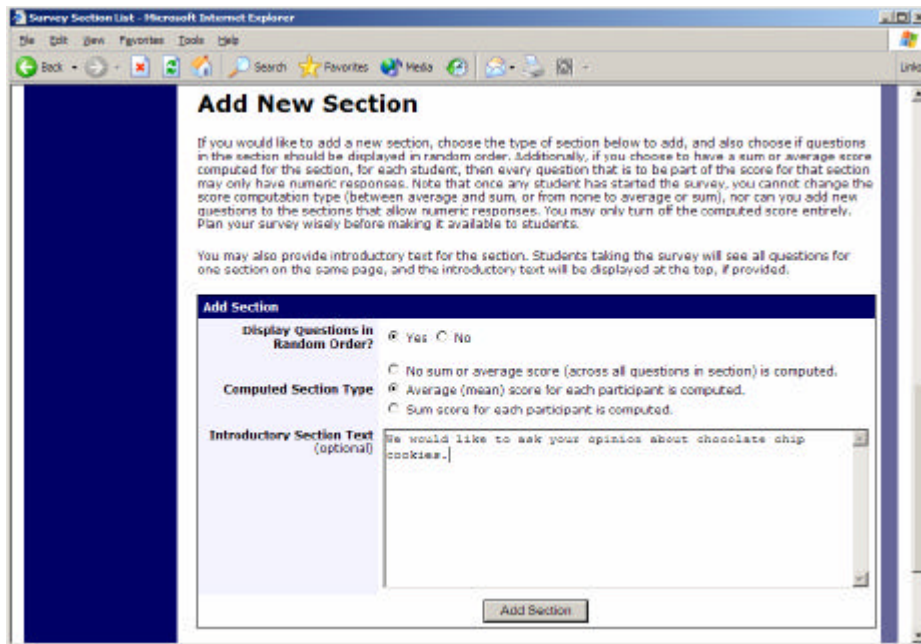 Survey Section List - Microsoft Internet Explorer
File Edit View Favorites Tools Help
Back Search Favorites Media Links
Add New Section
If you would like to add a new section, choose the type of section below to add, and also choose if questions
in the section should be displayed in random order. Additionally, if you choose to have a sum or average score
computed for the section, for each student, then every question that is to be part of the score for that section
may only have numeric responses. Note that once any student has started the survey, you cannot change the
score computation type (between average and sum, or from none to average or sum), nor can you add new
questions to the sections that allow numeric responses. You may only turn off the computed score entirely.
Plan your survey wisely before making it available to students.
You may also provide introductory text for the section. Students taking the survey will see all questions for
one section on the same page, and the introductory text will be displayed at the top, if provided.
Add Section
Display Questions in
Random Order?
Yes No
No sum or average score (across all questions in section) is computed.
Computed Section Type Average (mean) score for each participant is computed.
Sum score for each participant is computed.
Introductory Section Text
(optional)
We would like to ask your opinion about chocolate chip
cookies.
Add Section